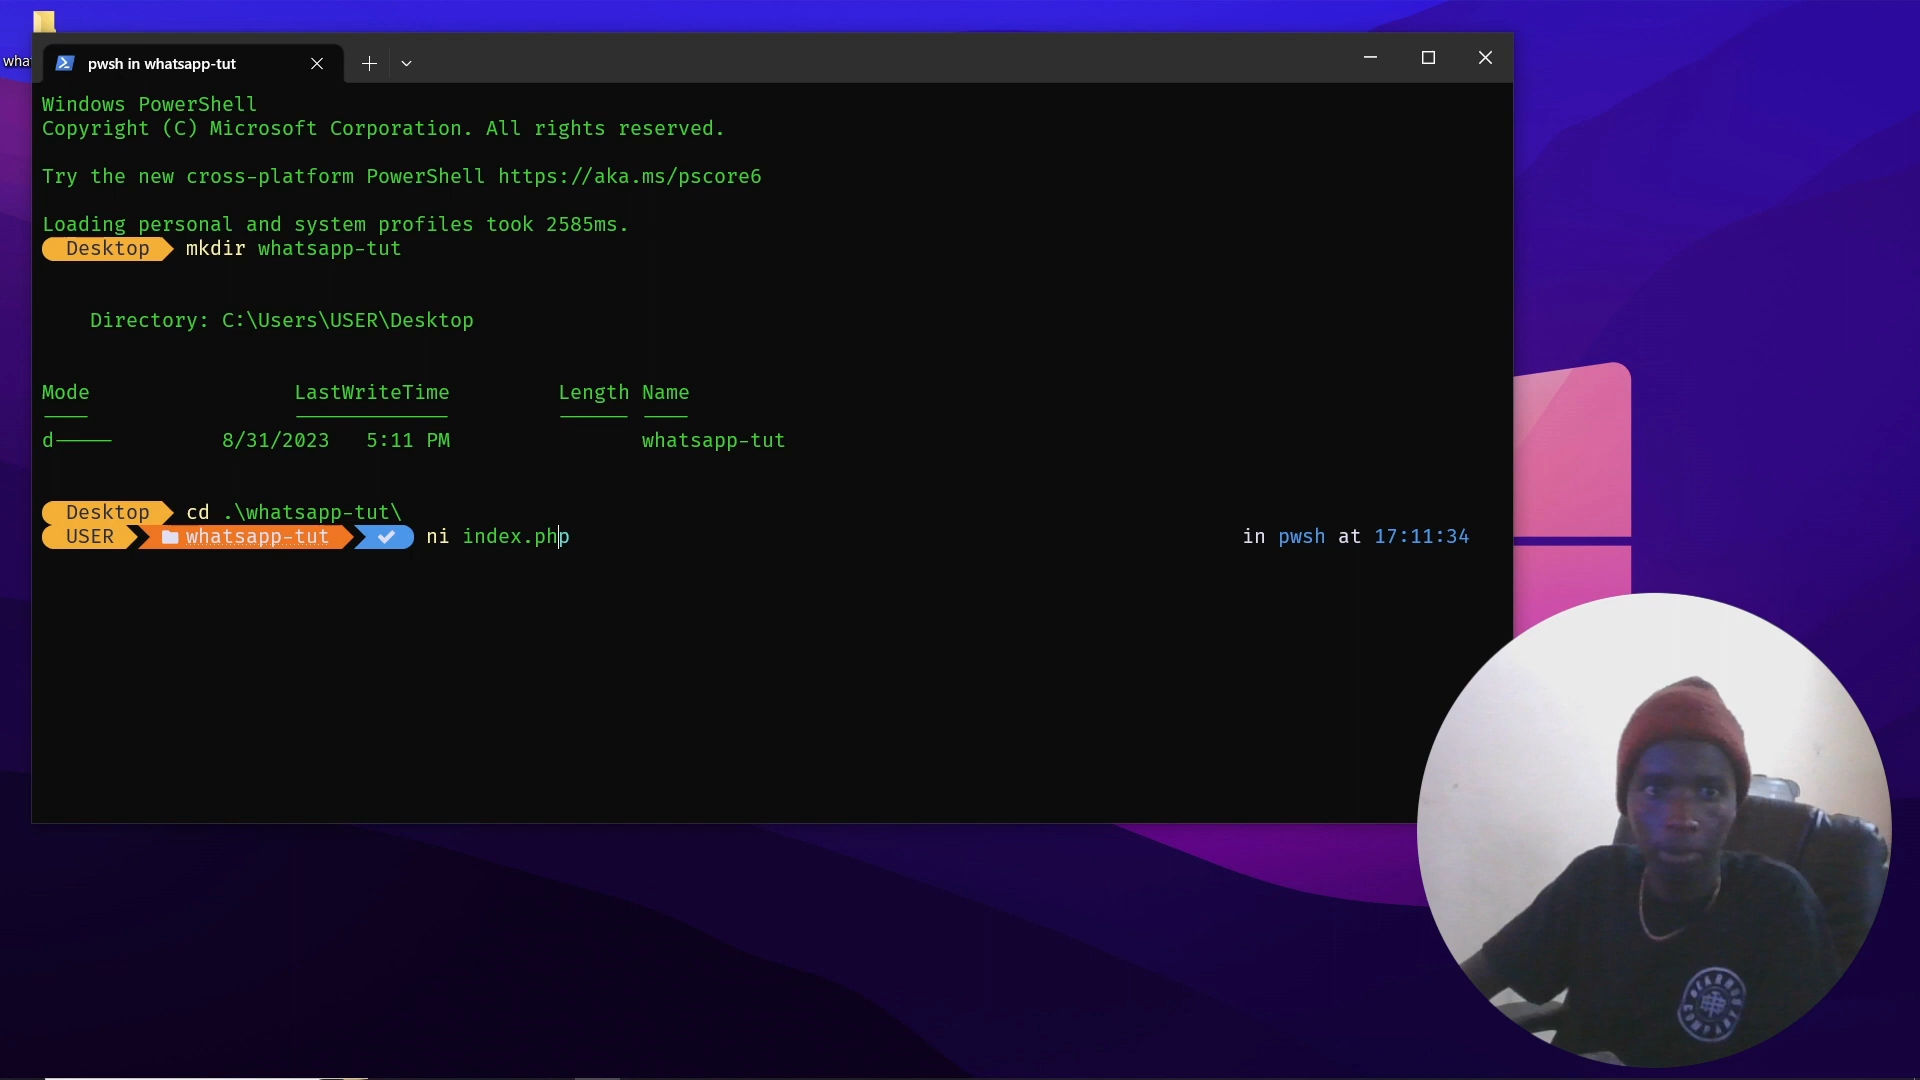 what
pwsh in whatsapp-tut
Windows PowerShell
Copyright (C) Microsoft Corporation. All rights reserved.
Try the new cross-platform PowerShell https://aka.ms/pscore6
Loading personal and system profiles took 2585ms.
Desktop mkdir whatsapp-tut
Directory: C:\Users\USER\Desktop
Mode LastWriteTime Length Name
---- ------------- ------ ----
d----- 8/31/2023 5:11 PM whatsapp-tut
Desktop cd .\whatsapp-tut\
USER whatsapp-tut ni index.php in pwsh at 17:11:34
COMPANY